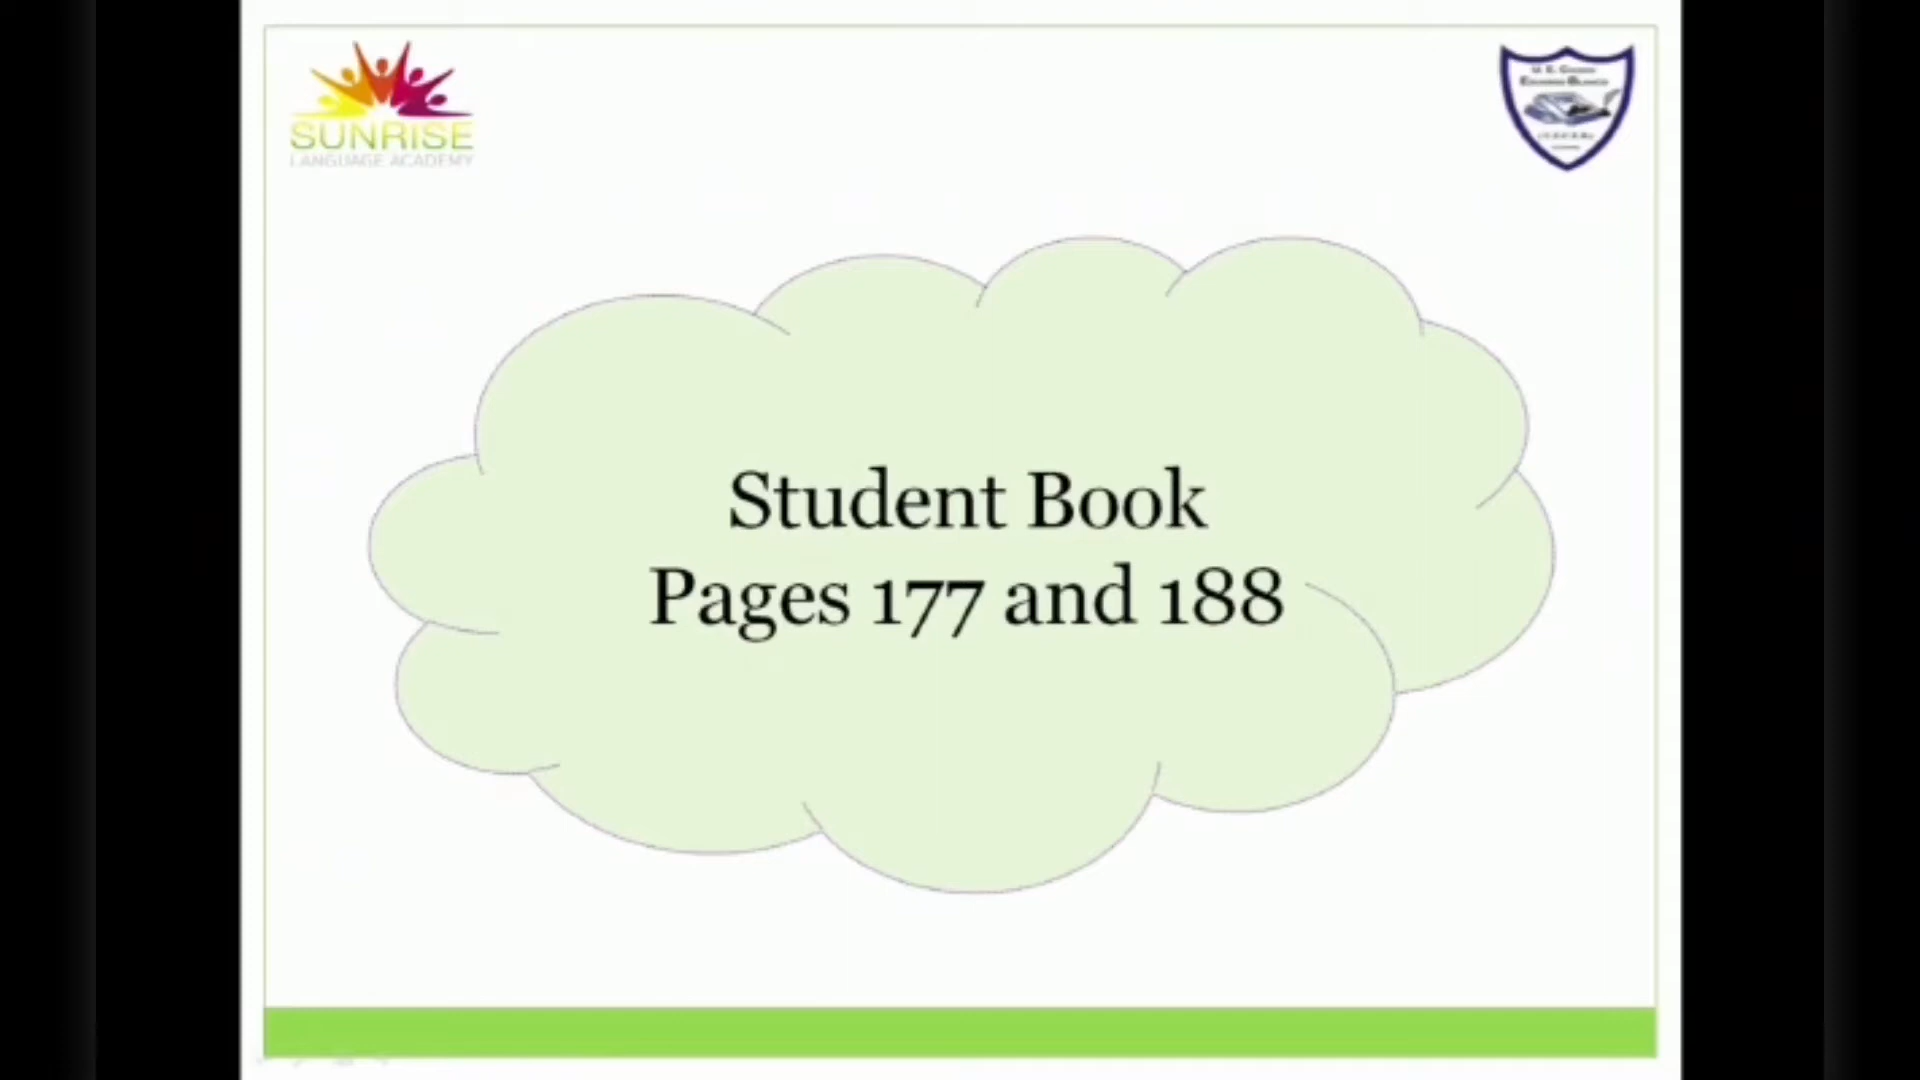 SUNRISE
LANGUAGE ACADEMY
Student Book
Pages 177 and 188